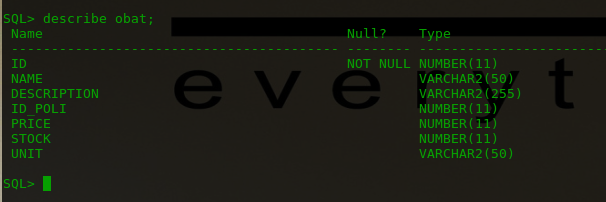 SQL> describe obat;
Name Null? Type
----------------------------------------- -------- ----------------------------
ID NOT NULL NUMBER(11)
NAME VARCHAR2(50)
DESCRIPTION VARCHAR2(255)
ID_POLI NUMBER(11)
PRICE NUMBER(11)
STOCK NUMBER(11)
UNIT VARCHAR2(50)
SQL>
everyt